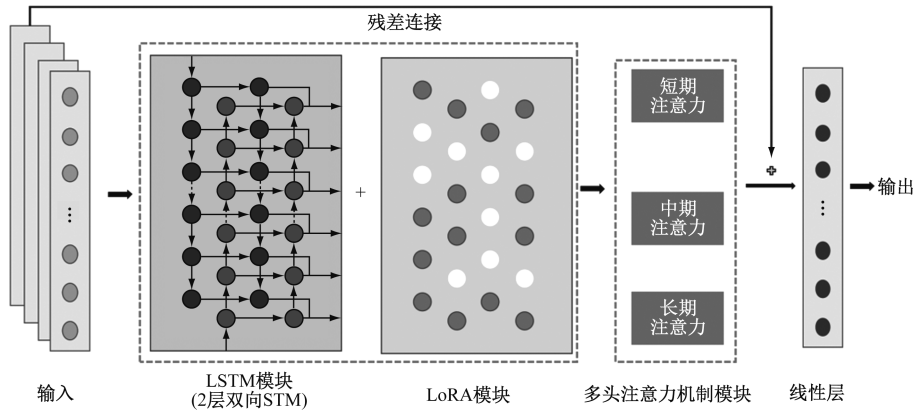 残差连接
短期
注意力
中期
注意力
长期
注意力
+
输出
输入
LSTM模块
(2层双向STM)
LoRA模块
多头注意力机制模块
线性层